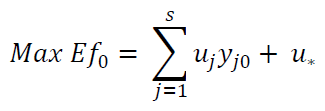 Max Ef₀ = ∑_{j=1}^{s} u_j y_{j0} + u_*